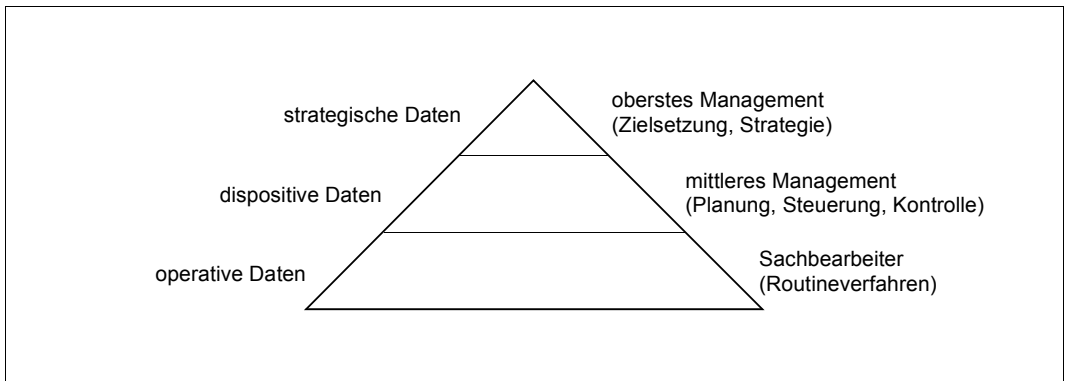 strategische Daten
oberstes Management
(Zielsetzung, Strategie)
dispositive Daten
mittleres Management
(Planung, Steuerung, Kontrolle)
operative Daten
Sachbearbeiter
(Routineverfahren)